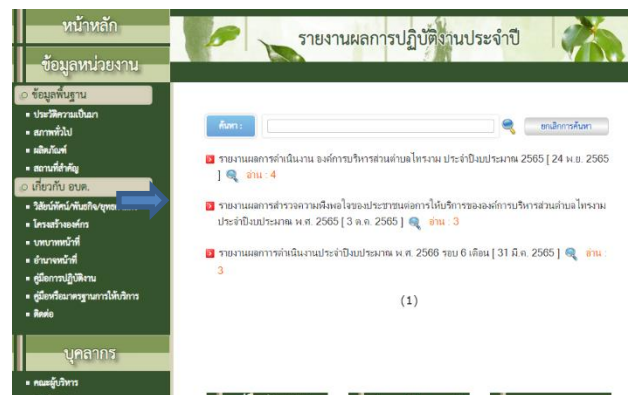 หน้าหลัก
ข้อมูลหน่วยงาน
ข้อมูลพื้นฐาน
ประวัติความเป็นมา
สภาพทั่วไป
ผลิตภัณฑ์
สถานที่สำคัญ
เกี่ยวกับ อบต.
วิสัยทัศน์/พันธกิจ/ยุทธ
โครงสร้างองค์กร
บทบาทหน้าที่
อำนาจหน้าที่
คู่มือการปฏิบัติงาน
คู่มือหรือมาตรฐานการให้บริการ
ติดต่อ
บุคลากร
คณะผู้บริหาร
รายงานผลการปฏิบัติงานประจำปี
ค้นหา :
ยกเลิกการค้นหา
รายงานผลการดำเนินงาน องค์การบริหารส่วนตำบลไทรงาม ประจำปีงบประมาณ 2565 [ 24 พ.ย. 2565
] อ่าน : 4
รายงานผลการสำรวจความพึงพอใจของประชาชนต่อการให้บริการขององค์การบริหารส่วนตำบลไทรงาม
ประจำปีงบประมาณ พ.ศ. 2565 [ 3 ต.ค. 2565 ] อ่าน : 3
รายงานผลการดำเนินงานประจำปีงบประมาณ พ.ศ. 2566 รอบ 6 เดือน [ 31 มี.ค. 2565 ] อ่าน :
3
(1)